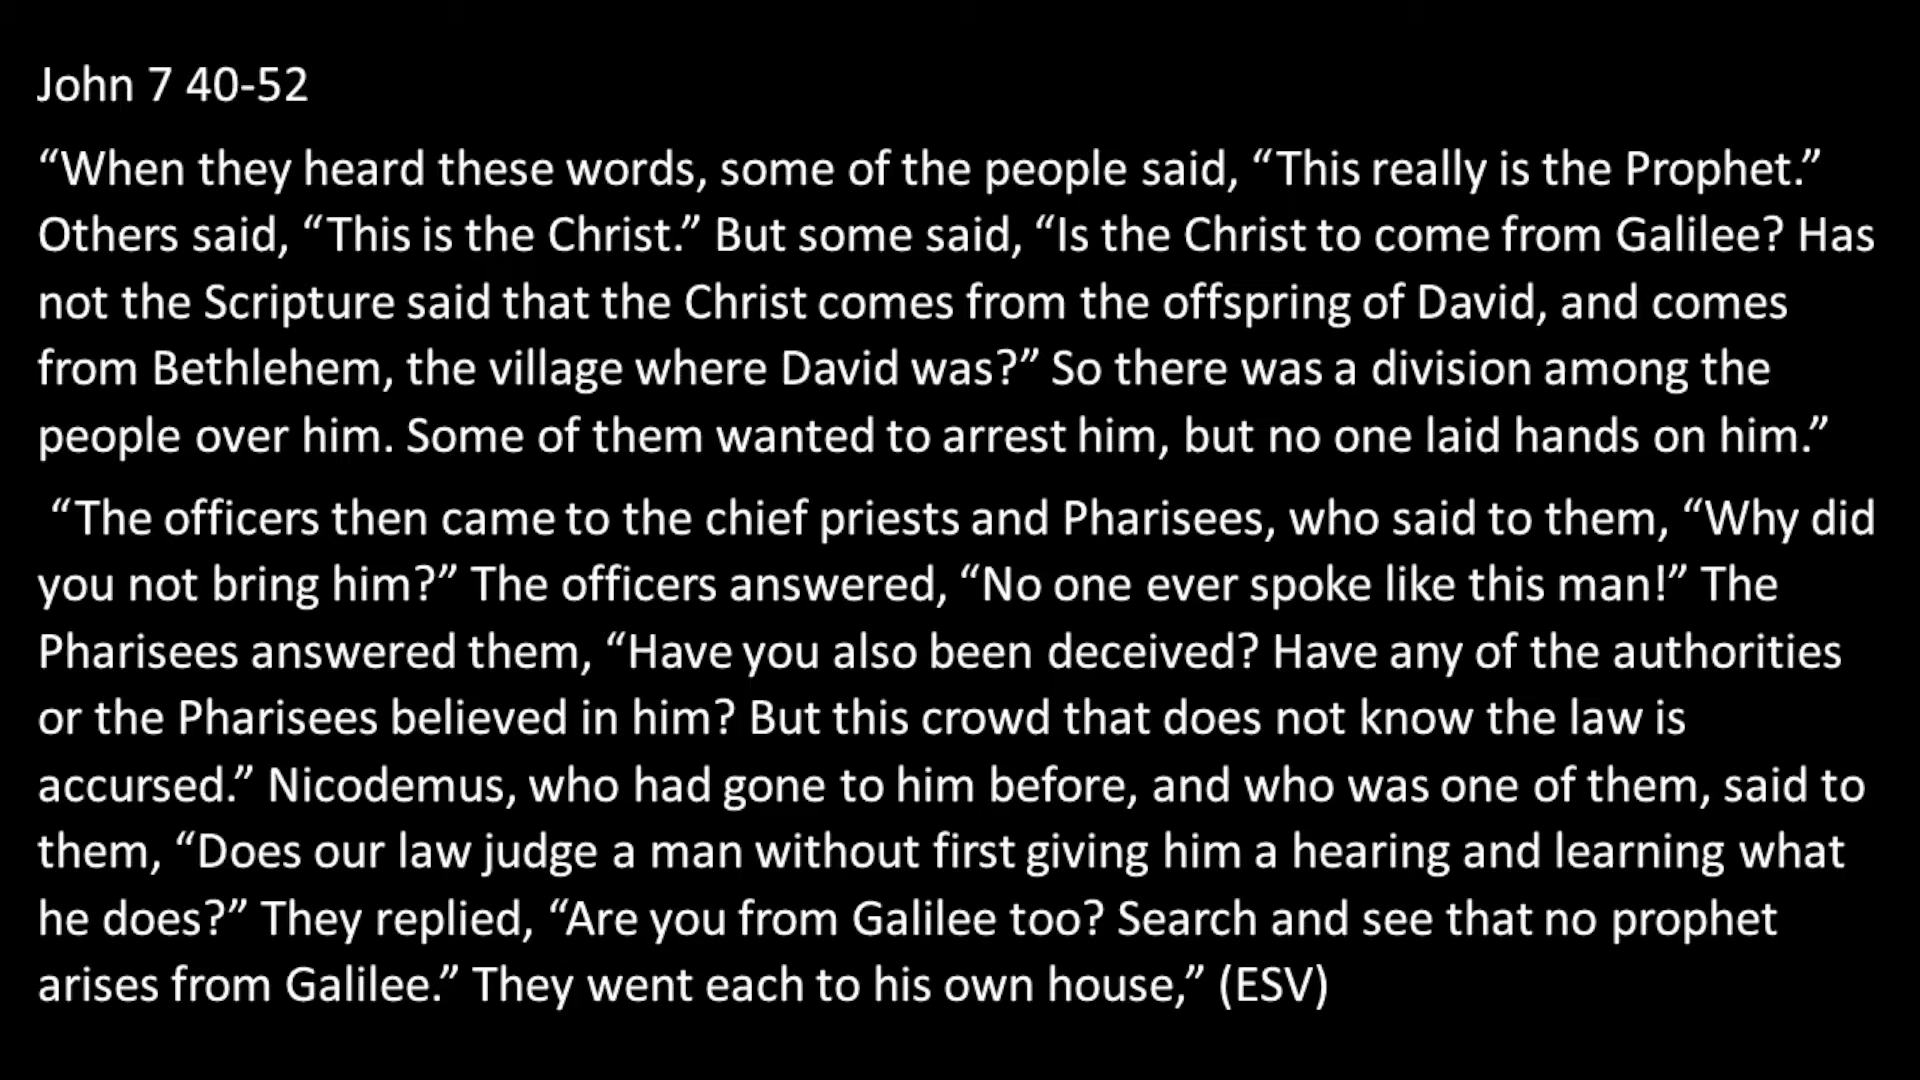 John 7 40-52
“When they heard these words, some of the people said, “This really is the Prophet.”
Others said, “This is the Christ.” But some said, “Is the Christ to come from Galilee? Has
not the Scripture said that the Christ comes from the offspring of David, and comes
from Bethlehem, the village where David was?” So there was a division among the
people over him. Some of them wanted to arrest him, but no one laid hands on him.”
“The officers then came to the chief priests and Pharisees, who said to them, “Why did
you not bring him?” The officers answered, “No one ever spoke like this man!” The
Pharisees answered them, “Have you also been deceived? Have any of the authorities
or the Pharisees believed in him? But this crowd that does not know the law is
accursed.” Nicodemus, who had gone to him before, and who was one of them, said to
them, “Does our law judge a man without first giving him a hearing and learning what
he does?” They replied, “Are you from Galilee too? Search and see that no prophet
arises from Galilee.” They went each to his own house,” (ESV)